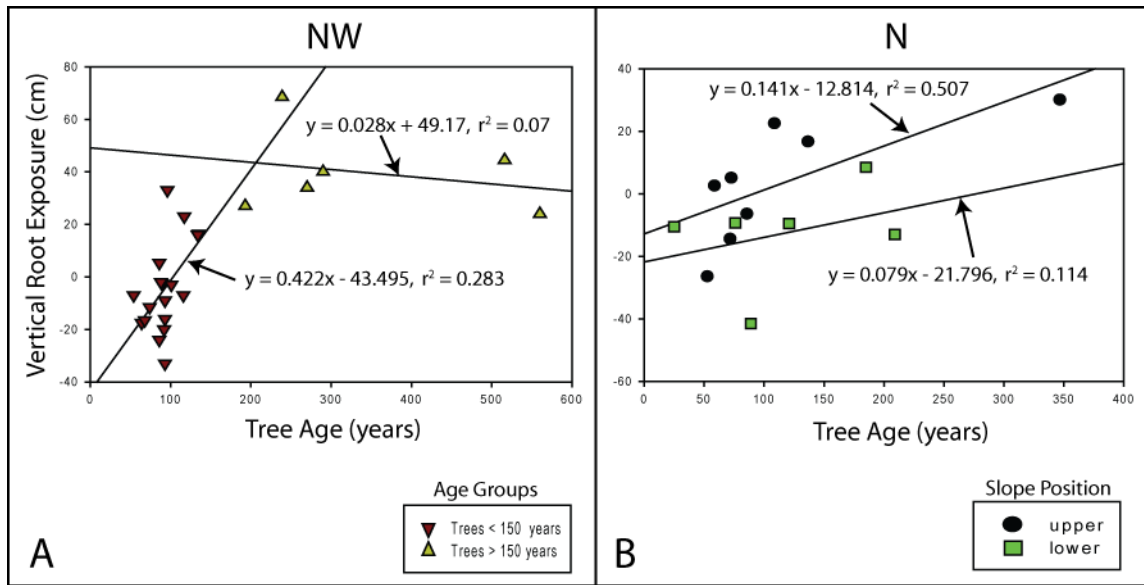 NW
Vertical Root Exposure (cm)
80
60
40
20
0
-20
-40
0
100
200
300
400
500
600
y = 0.028x + 49.17, r² = 0.07
y = 0.422x - 43.495, r² = 0.283
Tree Age (years)
Age Groups
Trees < 150 years
Trees > 150 years
A
N
40
20
0
-20
-40
-60
0
50
100
150
200
250
300
350
400
y = 0.141x - 12.814, r² = 0.507
y = 0.079x - 21.796, r² = 0.114
Tree Age (years)
Slope Position
upper
lower
B